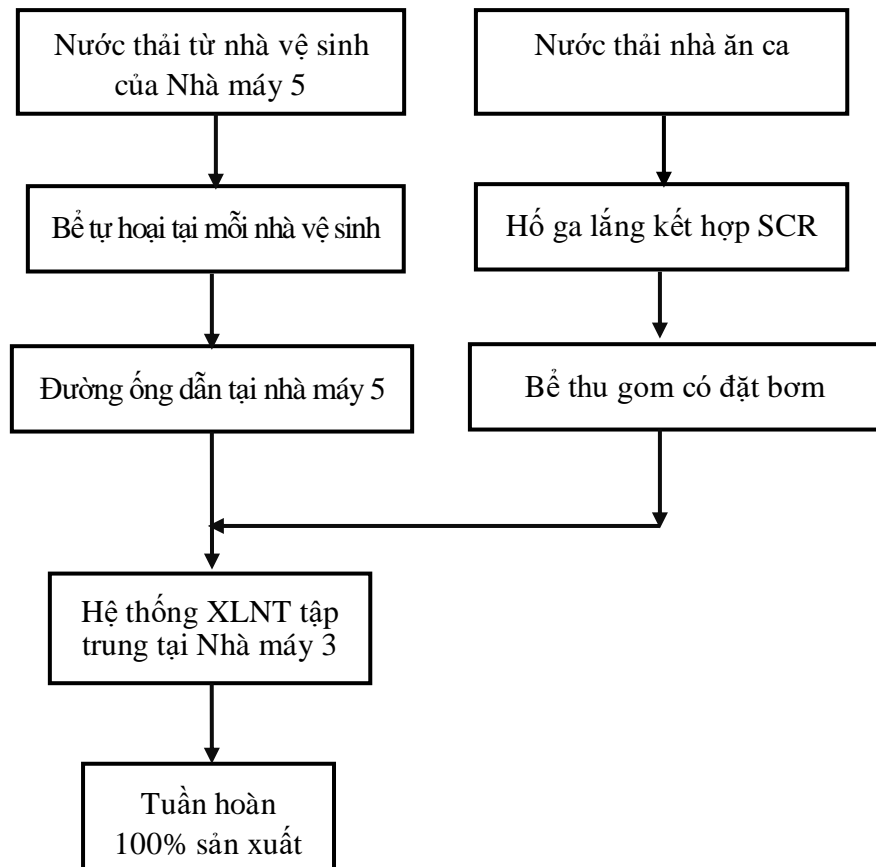 Nước thải từ nhà vệ sinh
của Nhà máy 5
Nước thải nhà ăn ca
Bể tự hoại tại mỗi nhà vệ sinh
Hố ga lắng kết hợp SCR
Đường ống dẫn tại nhà máy 5
Bể thu gom có đặt bơm
Hệ thống XLNT tập
trung tại Nhà máy 3
Tuần hoàn
100% sản xuất